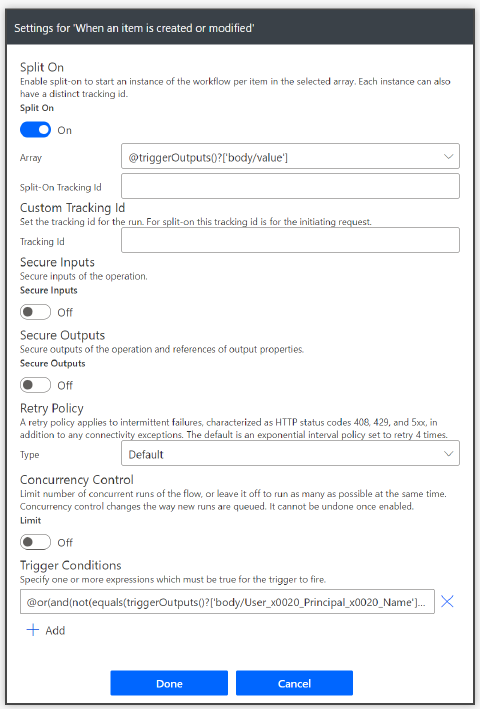 Settings for 'When an item is created or modified'
Split On
Enable split-on to start an instance of the workflow per item in the selected array. Each instance can also
have a distinct tracking id.
Split On
On
Array
@triggerOutputs()?['body/value']
Split-On Tracking Id
Custom Tracking Id
Set the tracking id for the run. For split-on this tracking id is for the initiating request.
Tracking Id
Secure Inputs
Secure inputs of the operation.
Secure Inputs
Off
Secure Outputs
Secure outputs of the operation and references of output properties.
Secure Outputs
Off
Retry Policy
A retry policy applies to intermittent failures, characterized as HTTP status codes 408, 429, and 5xx, in
addition to any connectivity exceptions. The default is an exponential interval policy set to retry 4 times.
Type
Default
Concurrency Control
Limit number of concurrent runs of the flow, or leave it off to run as many as possible at the same time.
Concurrency control changes the way new runs are queued. It cannot be undone once enabled.
Limit
Off
Trigger Conditions
Specify one or more expressions which must be true for the trigger to fire.
@or(and(not(equals(triggerOutputs()?['body/User_x0020_Principal_x0020_Name']...
Add
Done
Cancel